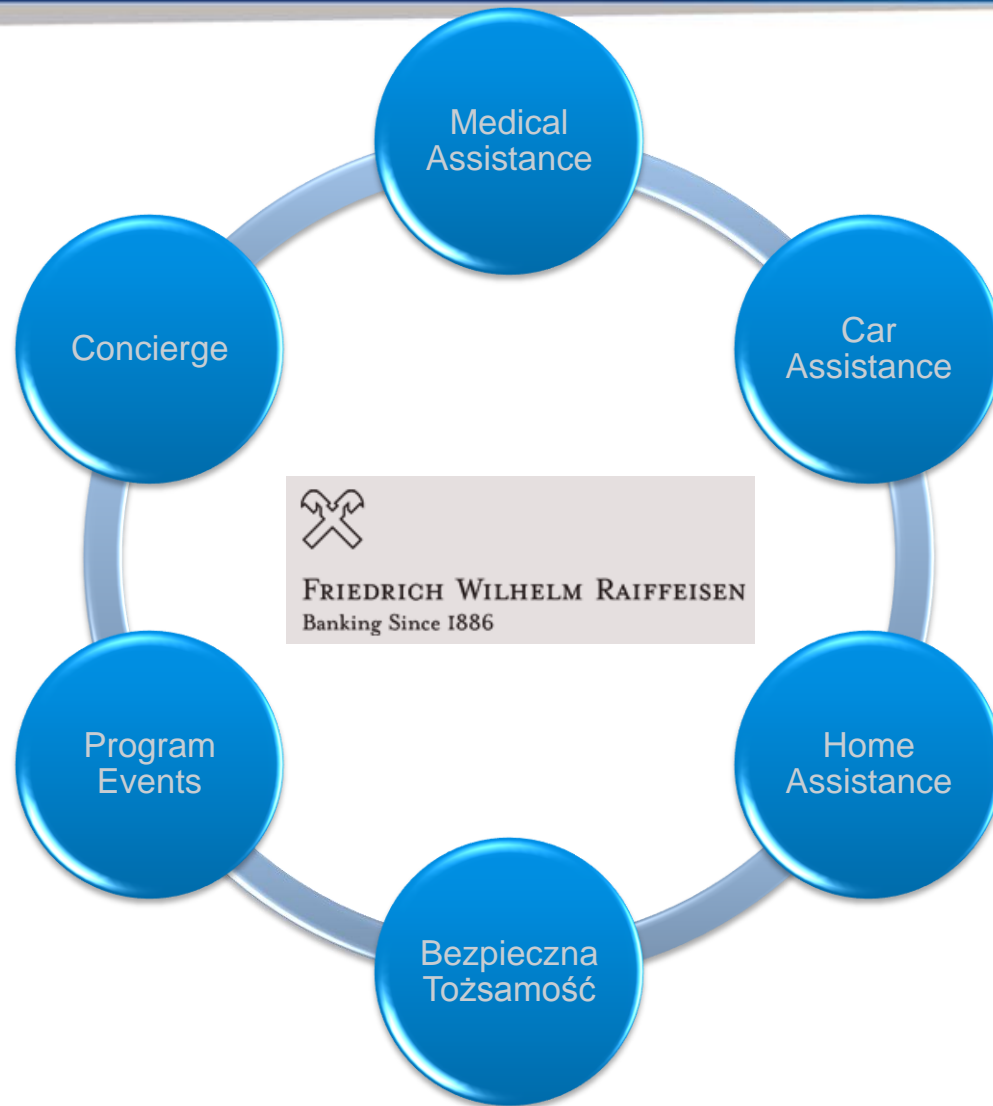 Medical
Assistance
Car
Assistance
Concierge
FRIEDRICH WILHELM RAIFFEISEN
Banking Since 1886
Program
Events
Home
Assistance
Bezpieczna
Tożsamość